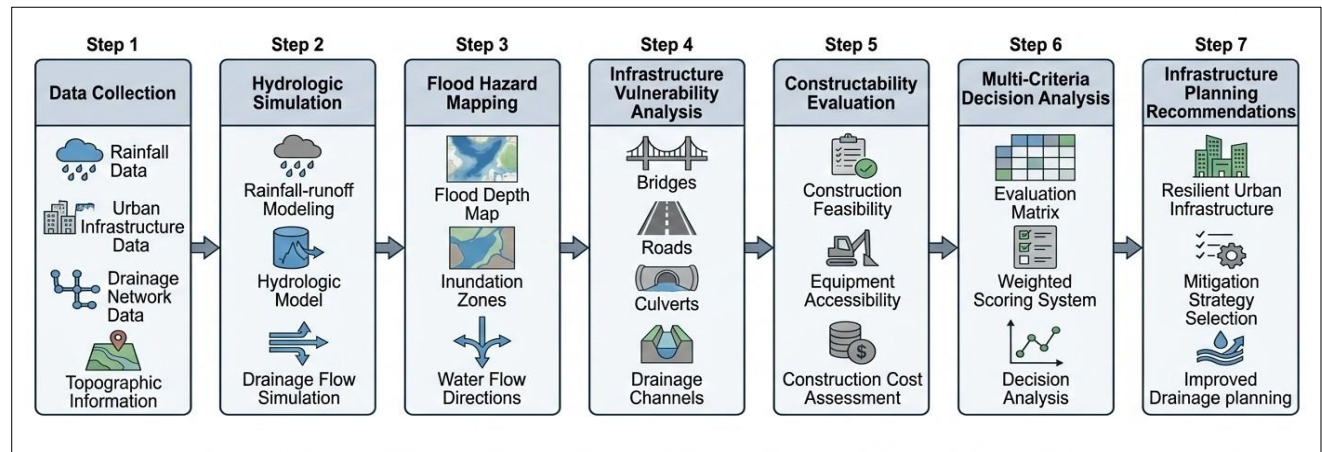 Step 1
Data Collection
Rainfall
Data
Urban
Infrastructure
Data
Drainage
Network
Data
Topographic
Information
Step 2
Hydrologic
Simulation
Rainfall-runoff
Modeling
Hydrologic
Model
Drainage Flow
Simulation
Step 3
Flood Hazard
Mapping
Flood Depth
Map
Inundation
Zones
Water Flow
Directions
Step 4
Infrastructure
Vulnerability
Analysis
Bridges
Roads
Culverts
Drainage
Channels
Step 5
Constructability
Evaluation
Construction
Feasibility
Equipment
Accessibility
$
Construction Cost
Assessment
Step 6
Multi-Criteria
Decision Analysis
Evaluation
Matrix
Weighted
Scoring System
Decision
Analysis
Step 7
Infrastructure
Planning
Recommendations
Resilient Urban
Infrastructure
Mitigation
Strategy
Selection
Improved
Drainage planning